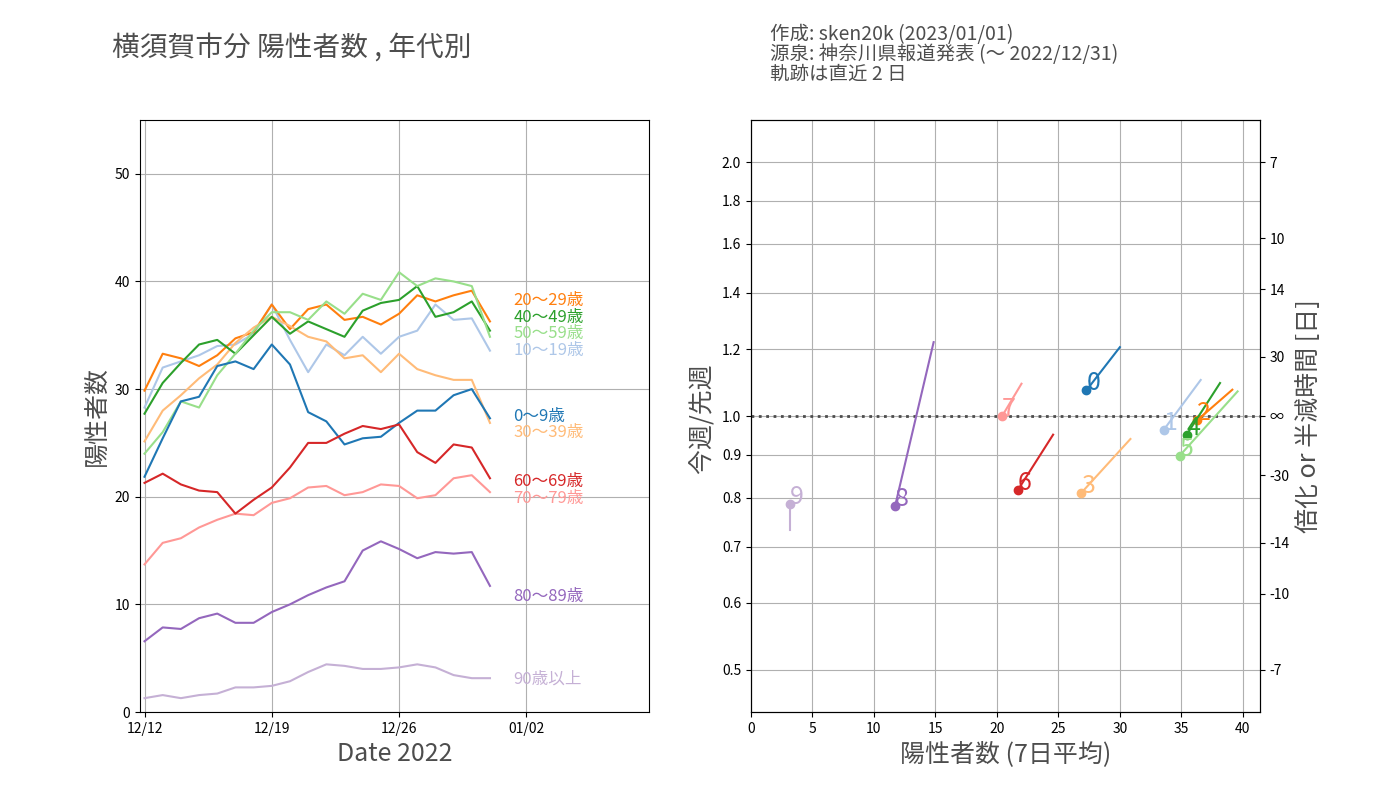 横須賀市分 陽性者数 , 年代別
作成: sken20k (2023/01/01)
源泉: 神奈川県報道発表 (〜 2022/12/31)
軌跡は直近 2 日
陽性者数
50
40
30
20
10
0
12/12
12/19
12/26
01/02
Date 2022
20〜29歳
40〜49歳
50〜59歳
10〜19歳
0〜9歳
30〜39歳
60〜69歳
70〜79歳
80〜89歳
90歳以上
今週/先週
2.0
1.8
1.6
1.4
1.2
1.0
0.9
0.8
0.7
0.6
0.5
0
5
10
15
20
25
30
35
40
陽性者数 (7日平均)
0
7
2
1
4
5
6
3
9
8
7
10
14
30
∞
-30
-14
-10
-7
倍化 or 半減時間 [日]